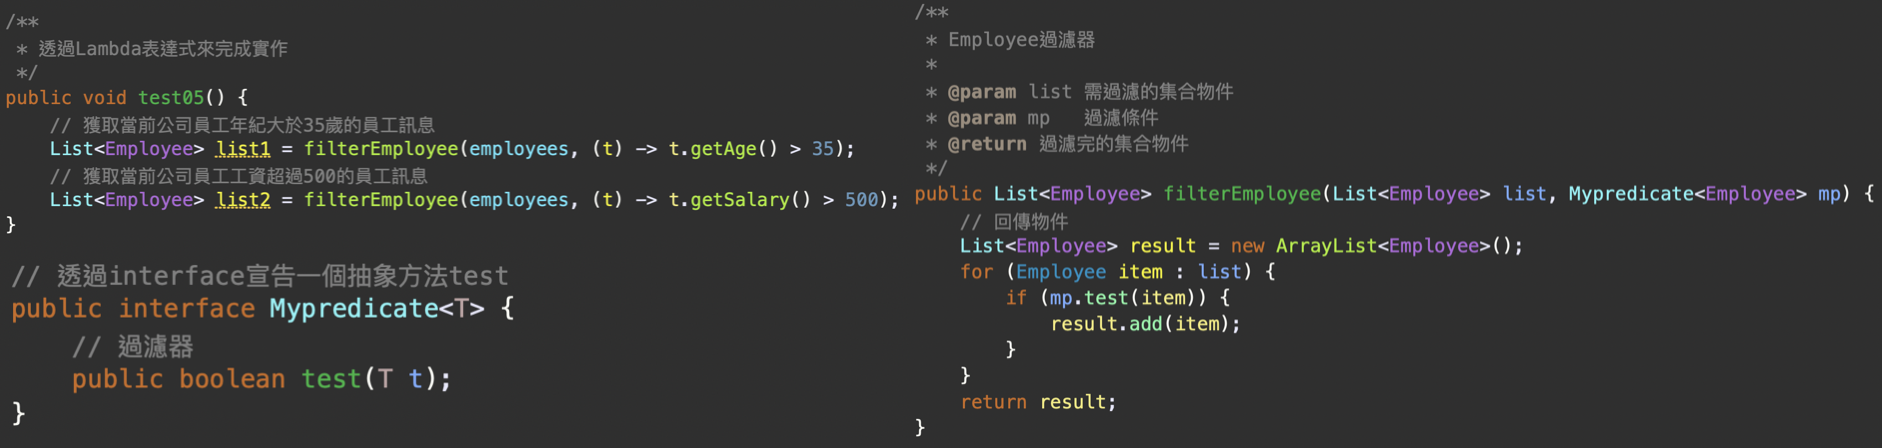 /**
 * 透過Lambda表達式來完成實作
 */
public void test05() {
    // 獲取當前公司員工年紀大於35歲的員工訊息
    List<Employee> list1 = filterEmployee(employees, (t) -> t.getAge() > 35);
    // 獲取當前公司員工工資超過500的員工訊息
    List<Employee> list2 = filterEmployee(employees, (t) -> t.getSalary() > 500);
}
// 透過interface宣告一個抽象方法test
public interface Mypredicate<T> {
    // 過濾器
    public boolean test(T t);
}
/**
 * Employee過濾器
 *
 * @param list 需過濾的集合物件
 * @param mp   過濾條件
 * @return 過濾完的集合物件
 */
public List<Employee> filterEmployee(List<Employee> list, Mypredicate<Employee> mp) {
    // 回傳物件
    List<Employee> result = new ArrayList<Employee>();
    for (Employee item : list) {
        if (mp.test(item)) {
            result.add(item);
        }
    }
    return result;
}